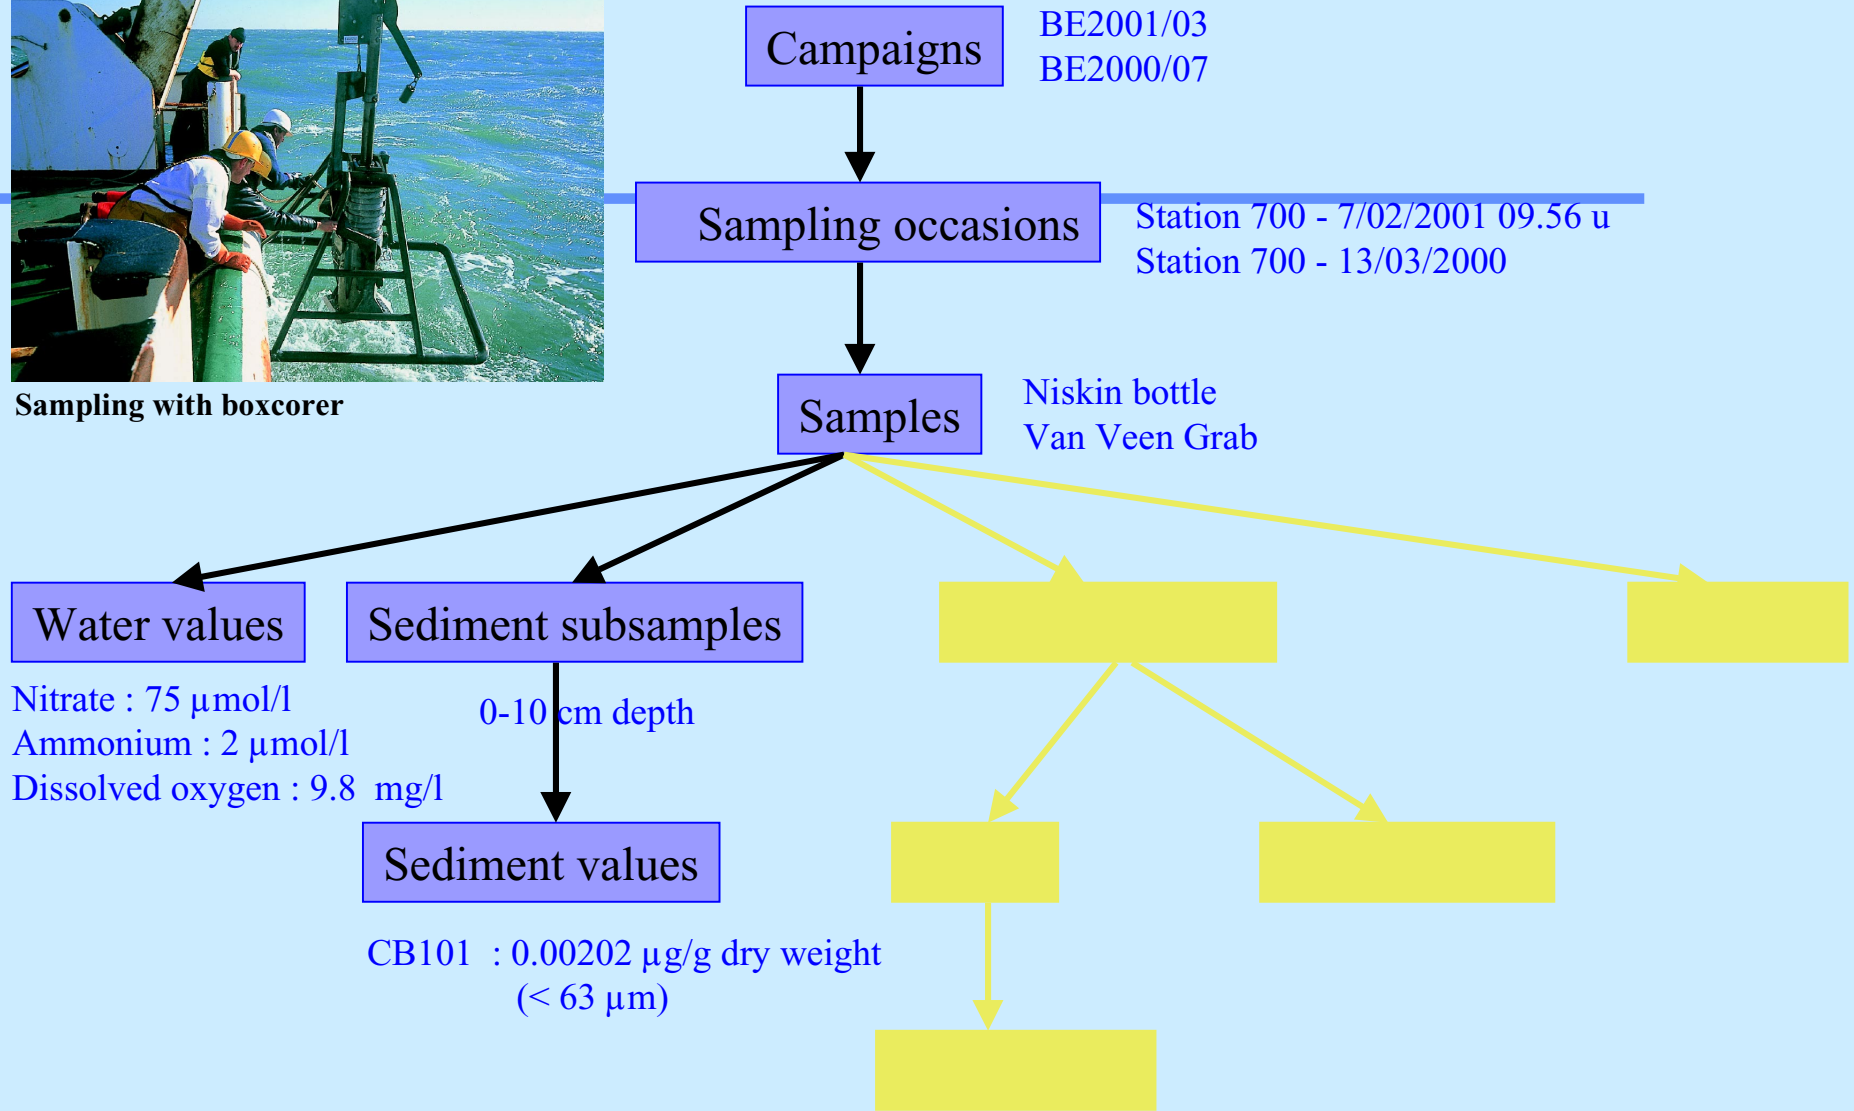 Campaigns
BE2001/03
BE2000/07
Sampling occasions
Station 700 - 7/02/2001 09.56 u
Station 700 - 13/03/2000
Sampling with boxcorer
Samples
Niskin bottle
Van Veen Grab
Water values
Sediment subsamples
Nitrate : 75 µmol/l
Ammonium : 2 µmol/l
Dissolved oxygen : 9.8 mg/l
0-10 cm depth
Sediment values
CB101 : 0.00202 µg/g dry weight
(< 63 µm)